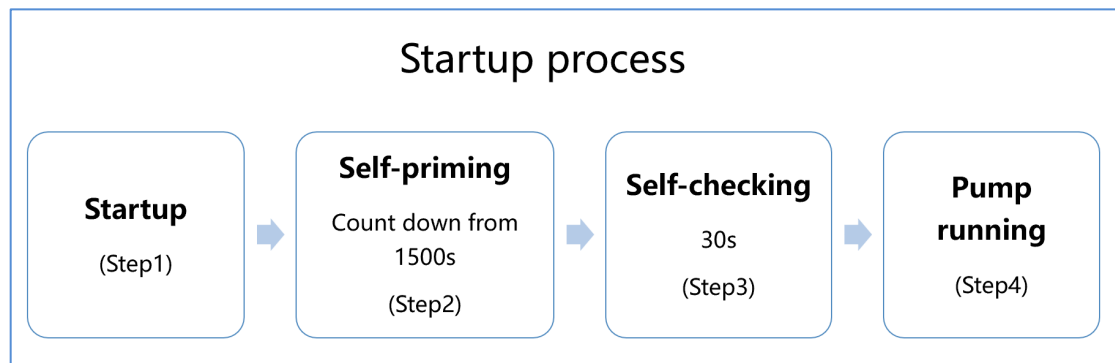 Startup process
Startup
(Step1)
Self-priming
Count down from
1500s
(Step2)
Self-checking
30s
(Step3)
Pump
running
(Step4)